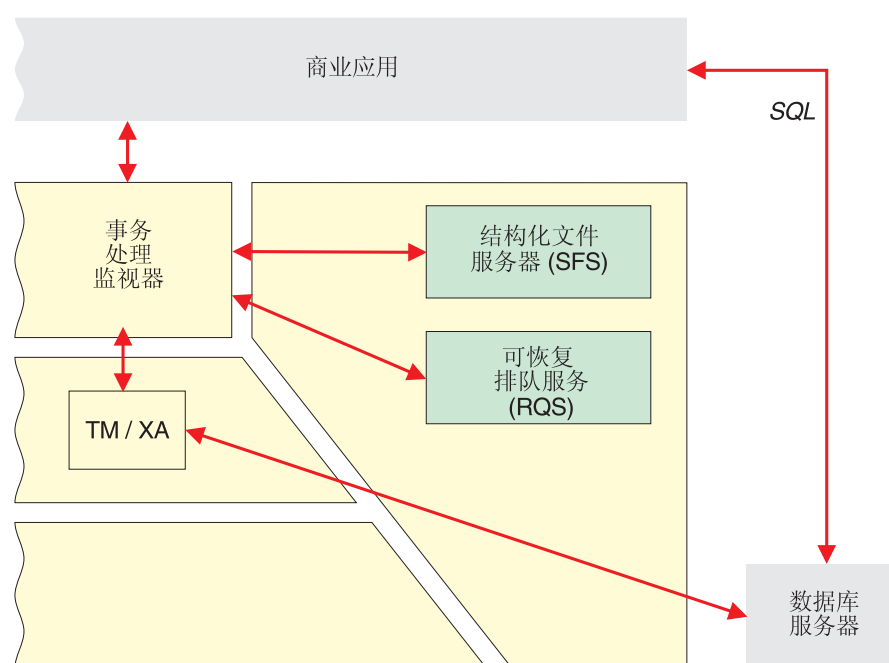 商业应用
SQL
事务
处理
监视器
结构化文件
服务器 (SFS)
可恢复
排队服务
(RQS)
TM / XA
数据库
服务器